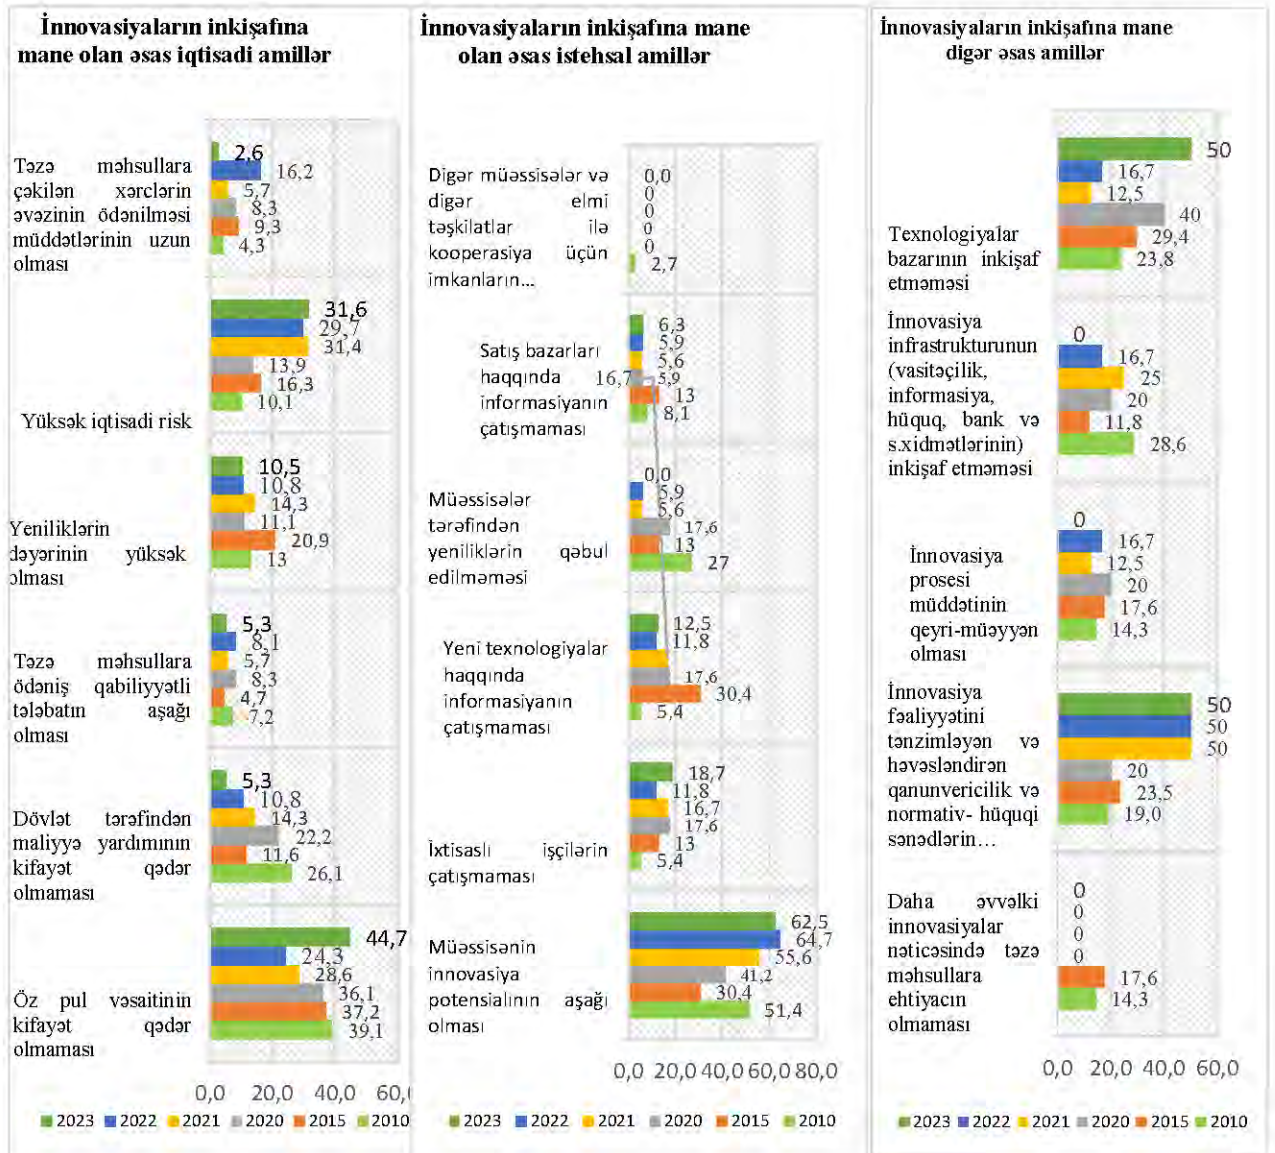 İnnovasiyaların inkişafına
mane olan əsas iqtisadi amillər
Təzə məhsullara
çəkilən xərclərin
əvəzinin ödənilməsi
müddətlərinin uzun
olması
2,6
16,2
5,7
8,3
9,3
4,3
Yüksək iqtisadi risk
31,6
29,7
31,4
13,9
16,3
10,1
Yeniliklərin
dəyərinin yüksək
olması
10,5
10,8
14,3
11,1
20,9
13
Təzə məhsullara
ödəniş qabiliyyətli
tələbatın aşağı
olması
5,3
8,1
5,7
8,3
4,7
7,2
Dövlət tərəfindən
maliyyə yardımının
kifayət qədər
olmaması
5,3
10,8
14,3
22,2
11,6
26,1
Öz pul vəsaitinin
kifayət qədər
olmaması
44,7
24,3
28,6
36,1
37,2
39,1
0,0 20,0 40,0 60,0
2023 2022 2021 2020 2015 2010
İnnovasiyaların inkişafına mane
olan əsas istehsal amillər
Digər müəssisələr və
digər elmi
təşkilatlar ilə
kooperasiya üçün
imkanların...
0,0
0
0
0
0
2,7
Satış bazarları
haqqında
informasiyanın
çatışmaması
6,3
5,9
5,6
16,7
5,9
13
8,1
Müəssisələr
tərəfindən
yeniliklərin qəbul
edilməməsi
0,0
5,9
5,6
17,6
13
27
Yeni texnologiyalar
haqqında
informasiyanın
çatışmaması
12,5
11,8
17,6
30,4
5,4
İxtisaslı işçilərin
çatışmaması
18,7
11,8
16,7
17,6
13
5,4
Müəssisənin
innovasiya
potensialının aşağı
olması
62,5
64,7
55,6
41,2
30,4
51,4
0,0 20,0 40,0 60,0 80,0
2023 2022 2021 2020 2015 2010
İnnovasiyaların inkişafına mane
digər əsas amillər
Texnologiyalar
bazarının inkişaf
etməməsi
50
16,7
12,5
40
29,4
23,8
İnnovasiya
infrastrukturunun
(vasitəçilik,
informasiya,
hüquq, bank və
s.xidmətlərinin)
inkişaf etməməsi
0
16,7
25
20
11,8
28,6
İnnovasiya
prosesi
müddətinin
qeyri-müəyyən
olması
0
16,7
12,5
20
17,6
14,3
İnnovasiya
fəaliyyətini
tənzimləyən və
həvəsləndirən
qanunvericilik və
normativ- hüquqi
sənədlərin...
50
50
50
20
23,5
19,0
Daha əvvəlki
innovasiyalar
nəticəsində təzə
məhsullara
ehtiyacın
olmaması
0
0
0
0
17,6
14,3
0,0 20,0 40,0 60,0
2023 2022 2021 2020 2015 2010